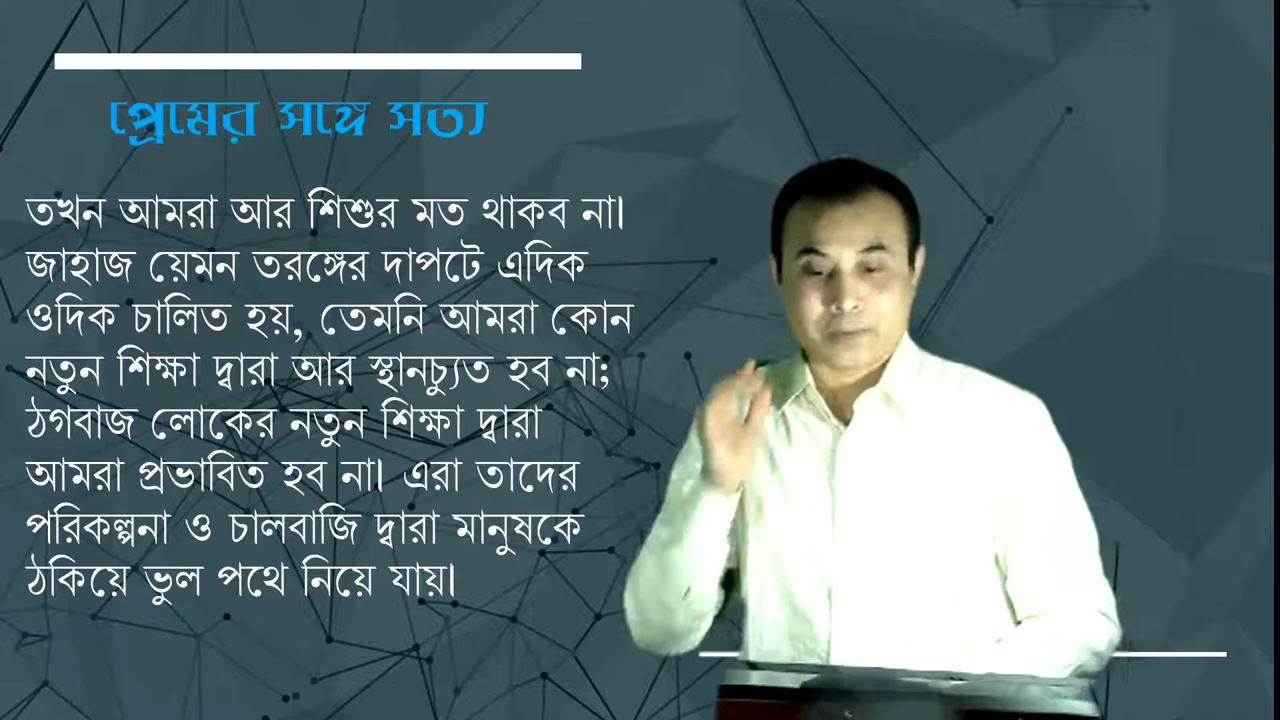 প্রেমের সঙ্গে সত্য
তখন আমরা আর শিশুর মত থাকব না।
জাহাজ যেমন তরঙ্গের দাপটে এদিক
ওদিক চালিত হয়, তেমনি আমরা কোন
নতুন শিক্ষা দ্বারা আর স্থানচ্যুত হব না;
ঠগবাজ লোকের নতুন শিক্ষা দ্বারা
আমরা প্রভাবিত হব না। এরা তাদের
পরিকল্পনা ও চালবাজি দ্বারা মানুষকে
ঠকিয়ে ভুল পথে নিয়ে যায়।